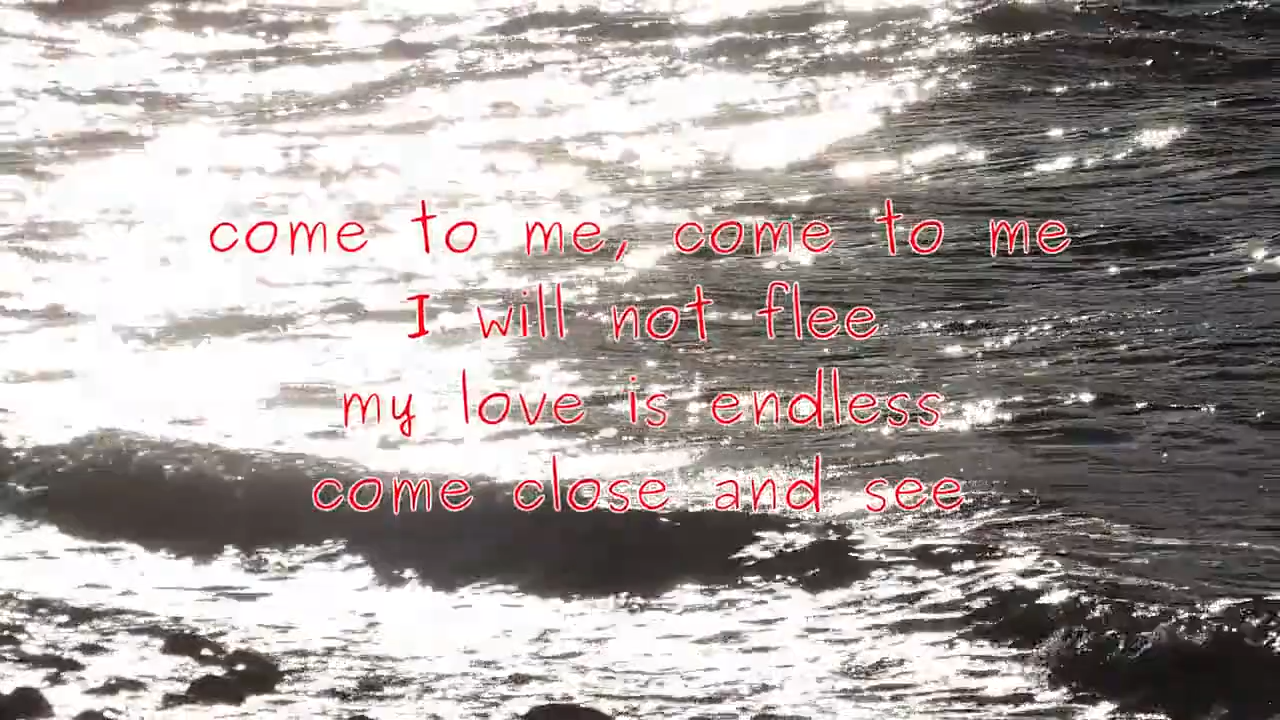 come to me, come to me
I will not flee
my love is endless
come close and see